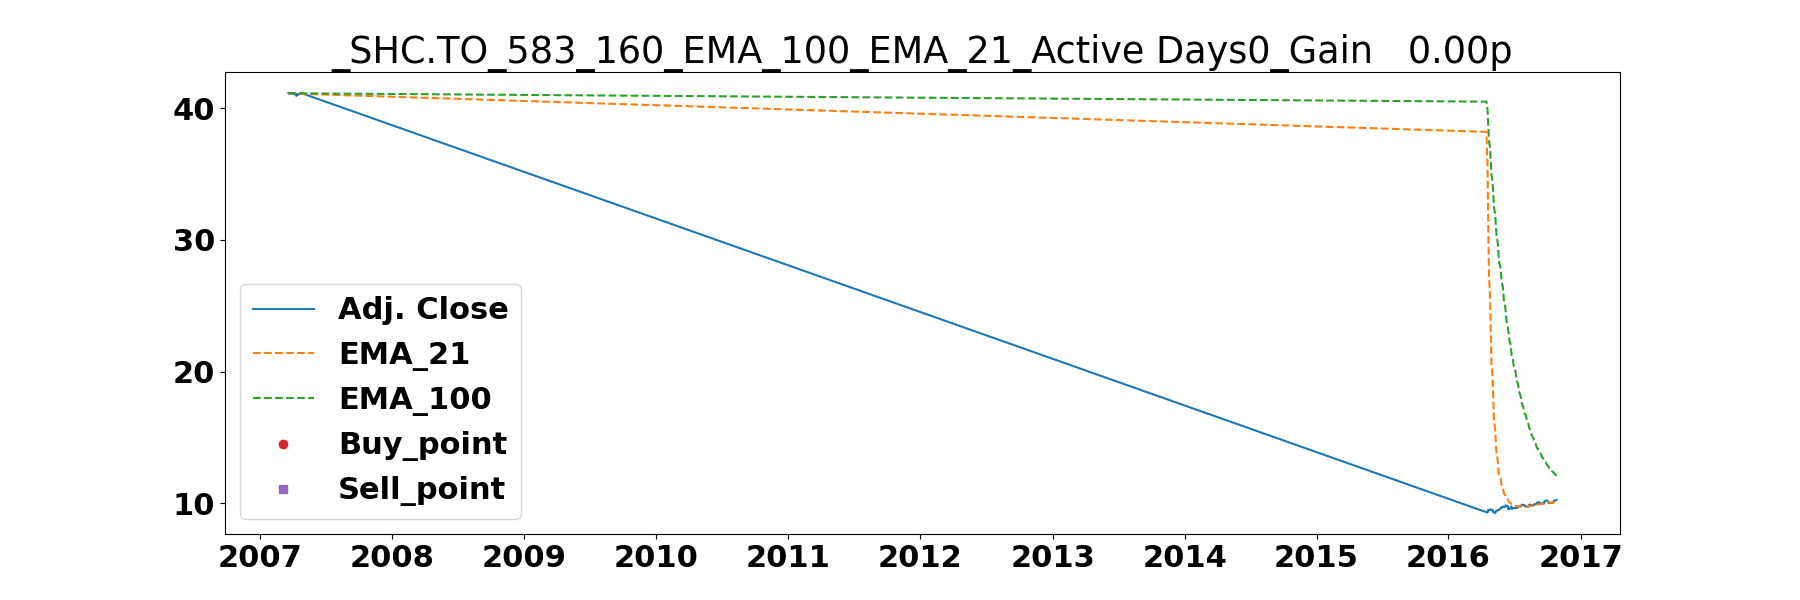 _SHC.TO_583_160_EMA_100_EMA_21_Active Days0_Gain   0.00p
40
30
20
10
Adj. Close
EMA_21
EMA_100
Buy_point
Sell_point
2007 2008 2009 2010 2011 2012 2013 2014 2015 2016 2017